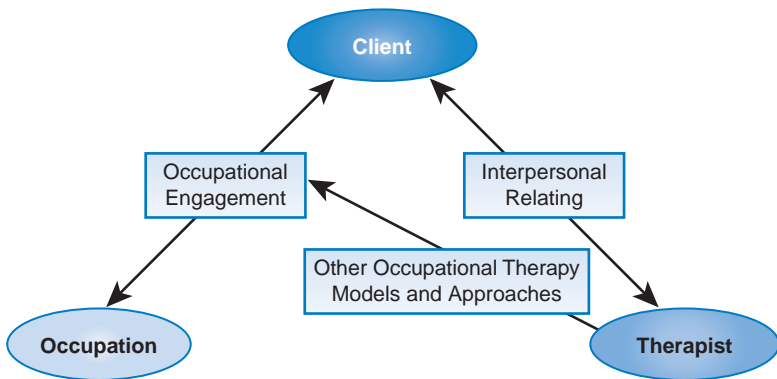 Client
Occupational
Engagement
Interpersonal
Relating
Other Occupational Therapy
Models and Approaches
Occupation
Therapist